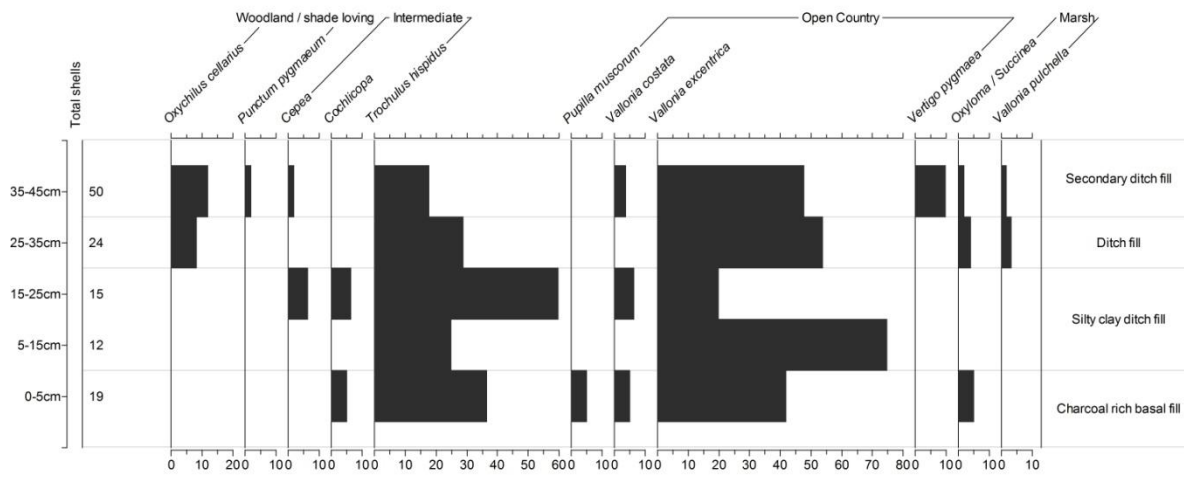 Woodland / shade loving Intermediate Open Country Marsh
Total shells
Oxychilus cellarius
Punctum pygmaeum
Cepea
Cochlicopa
Trochulus hispidus
Pupilla muscorum
Vallonia costata
Vallonia excentrica
Vertigo pygmaea
Oxyloma / Succinea
Vallonia pulchella
35-45cm 50 Secondary ditch fill
25-35cm 24 Ditch fill
15-25cm 15
Silty clay ditch fill
5-15cm 12
0-5cm 19
Charcoal rich basal fill
0 10 20 0 10 0 10 0 10 0 10 20 30 40 50 60 0 10 0 10 0 10 20 30 40 50 60 70 80 0 10 0 10 0 10